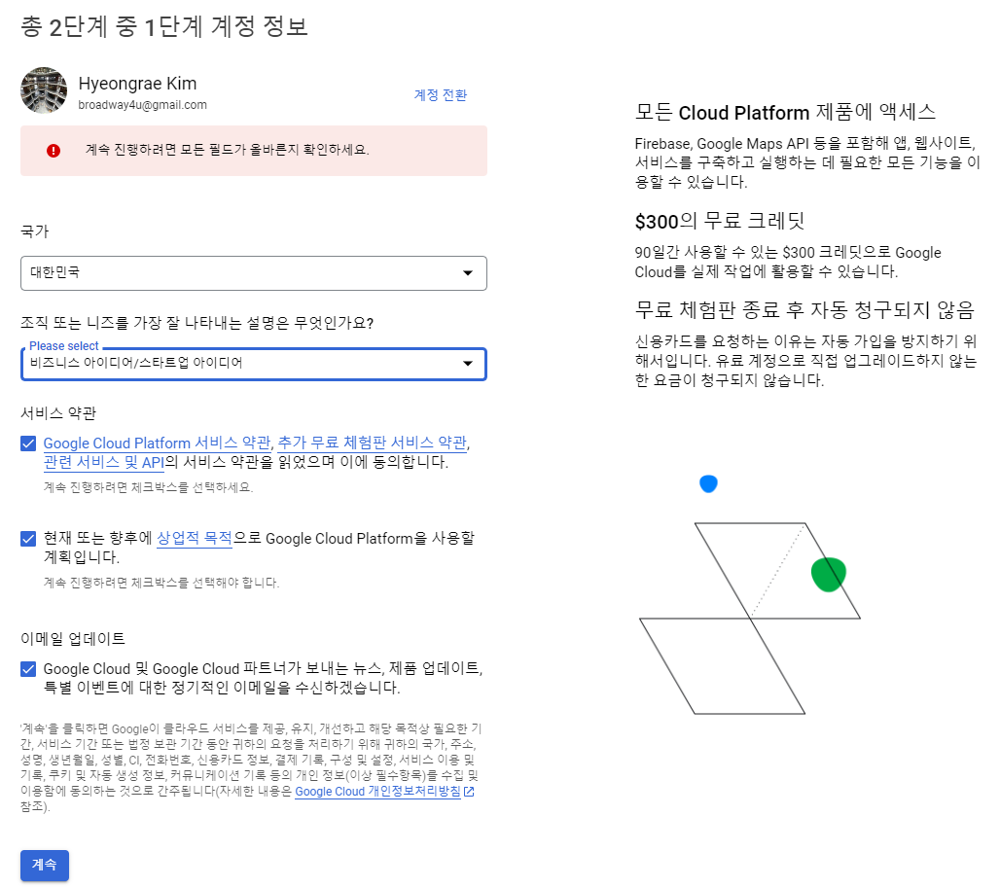 총 2단계 중 1단계 계정 정보
Hyeongrae Kim
broadway4u@gmail.com
계정 전환
계속 진행하려면 모든 필드가 올바른지 확인하세요.
국가
대한민국
조직 또는 니즈를 가장 잘 나타내는 설명은 무엇인가요?
Please select
비즈니스 아이디어/스타트업 아이디어
서비스 약관
Google Cloud Platform 서비스 약관, 추가 무료 체험판 서비스 약관,
관련 서비스 및 API의 서비스 약관을 읽었으며 이에 동의합니다.
계속 진행하려면 체크박스를 선택하세요.
현재 또는 향후에 상업적 목적으로 Google Cloud Platform을 사용할
계획입니다.
계속 진행하려면 체크박스를 선택해야 합니다.
이메일 업데이트
Google Cloud 및 Google Cloud 파트너가 보내는 뉴스, 제품 업데이트,
특별 이벤트에 대한 정기적인 이메일을 수신하겠습니다.
'계속'을 클릭하면 Google이 클라우드 서비스를 제공, 유지, 개선하고 해당 목적상 필요한 기
간, 서비스 기간 또는 법정 보관 기간 동안 귀하의 요청을 처리하기 위해 귀하의 국가, 주소,
성명, 생년월일, 성별, CI, 전화번호, 신용카드 정보, 결제 기록, 구성 및 설정, 서비스 이용 및
기록, 쿠키 및 자동 생성 정보, 커뮤니케이션 기록 등의 개인 정보(이상 필수항목)를 수집 및
이용함에 동의하는 것으로 간주됩니다(자세한 내용은 Google Cloud 개인정보처리방침
참조).
계속
모든 Cloud Platform 제품에 액세스
Firebase, Google Maps API 등을 포함해 앱, 웹사이트,
서비스를 구축하고 실행하는 데 필요한 모든 기능을 이
용할 수 있습니다.
$300의 무료 크레딧
90일간 사용할 수 있는 $300 크레딧으로 Google
Cloud를 실제 작업에 활용할 수 있습니다.
무료 체험판 종료 후 자동 청구되지 않음
신용카드를 요청하는 이유는 자동 가입을 방지하기 위
해서입니다. 유료 계정으로 직접 업그레이드하지 않는
한 요금이 청구되지 않습니다.